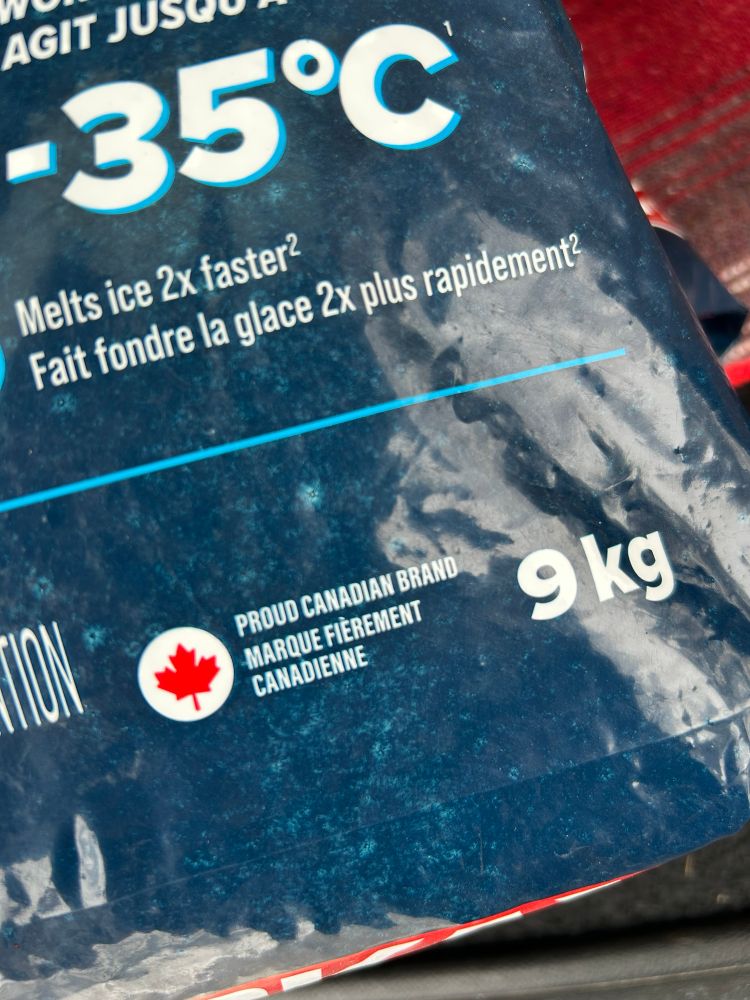 AGIT JUSQU'À
-35°C¹
Melts ice 2x faster²
Fait fondre la glace 2x plus rapidement²
PROUD CANADIAN BRAND
MARQUE FIÈREMENT
CANADIENNE
9 kg